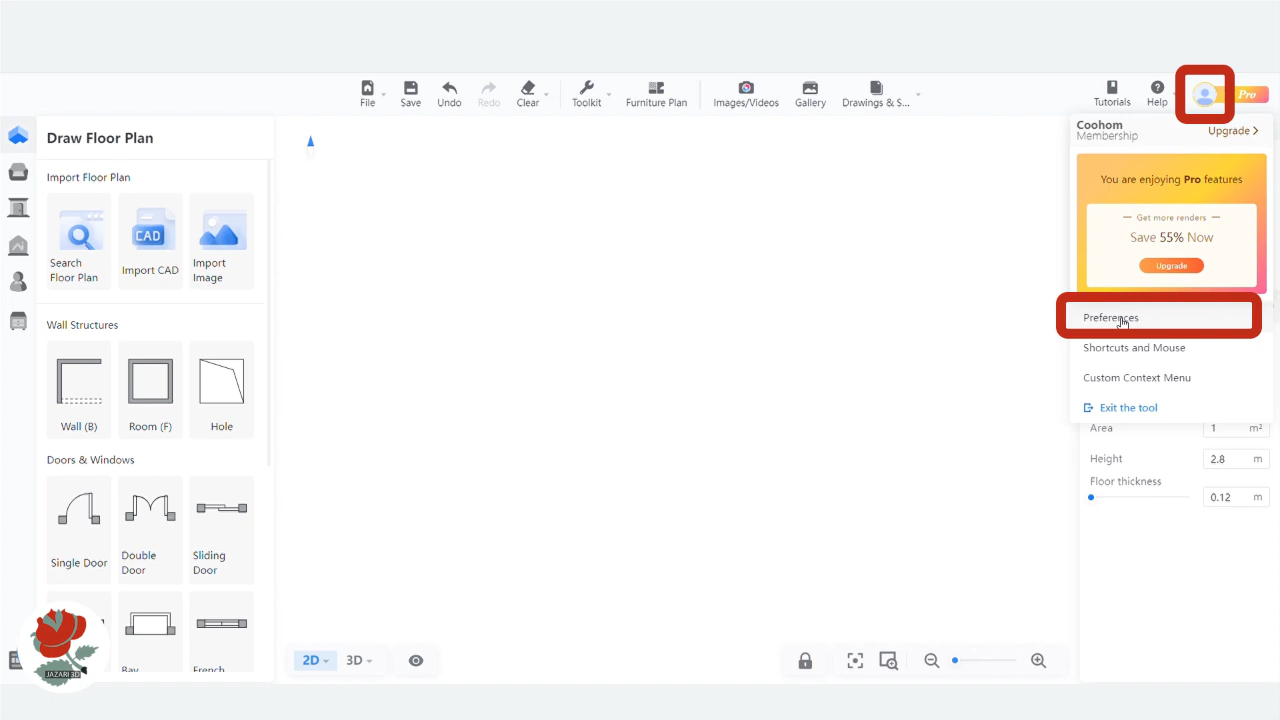 File
Save
Undo
Redo
Clear
Toolkit
Furniture Plan
Images/Videos
Gallery
Drawings & S...
Tutorials
Help
Pro
Draw Floor Plan
Import Floor Plan
CAD
Search
Floor Plan
Import CAD
Import
Image
Wall Structures
Wall (B)
Room (F)
Hole
Doors & Windows
Single Door
Double
Door
Sliding
Door
Bay
French
JAZARI 3D
2D
3D
Coohom
Membership
Upgrade
You are enjoying Pro features
Get more renders
Save 55% Now
Upgrade
Preferences
Shortcuts and Mouse
Custom Context Menu
Exit the tool
Area
1 m²
Height
2.8 m
Floor thickness
0.12 m